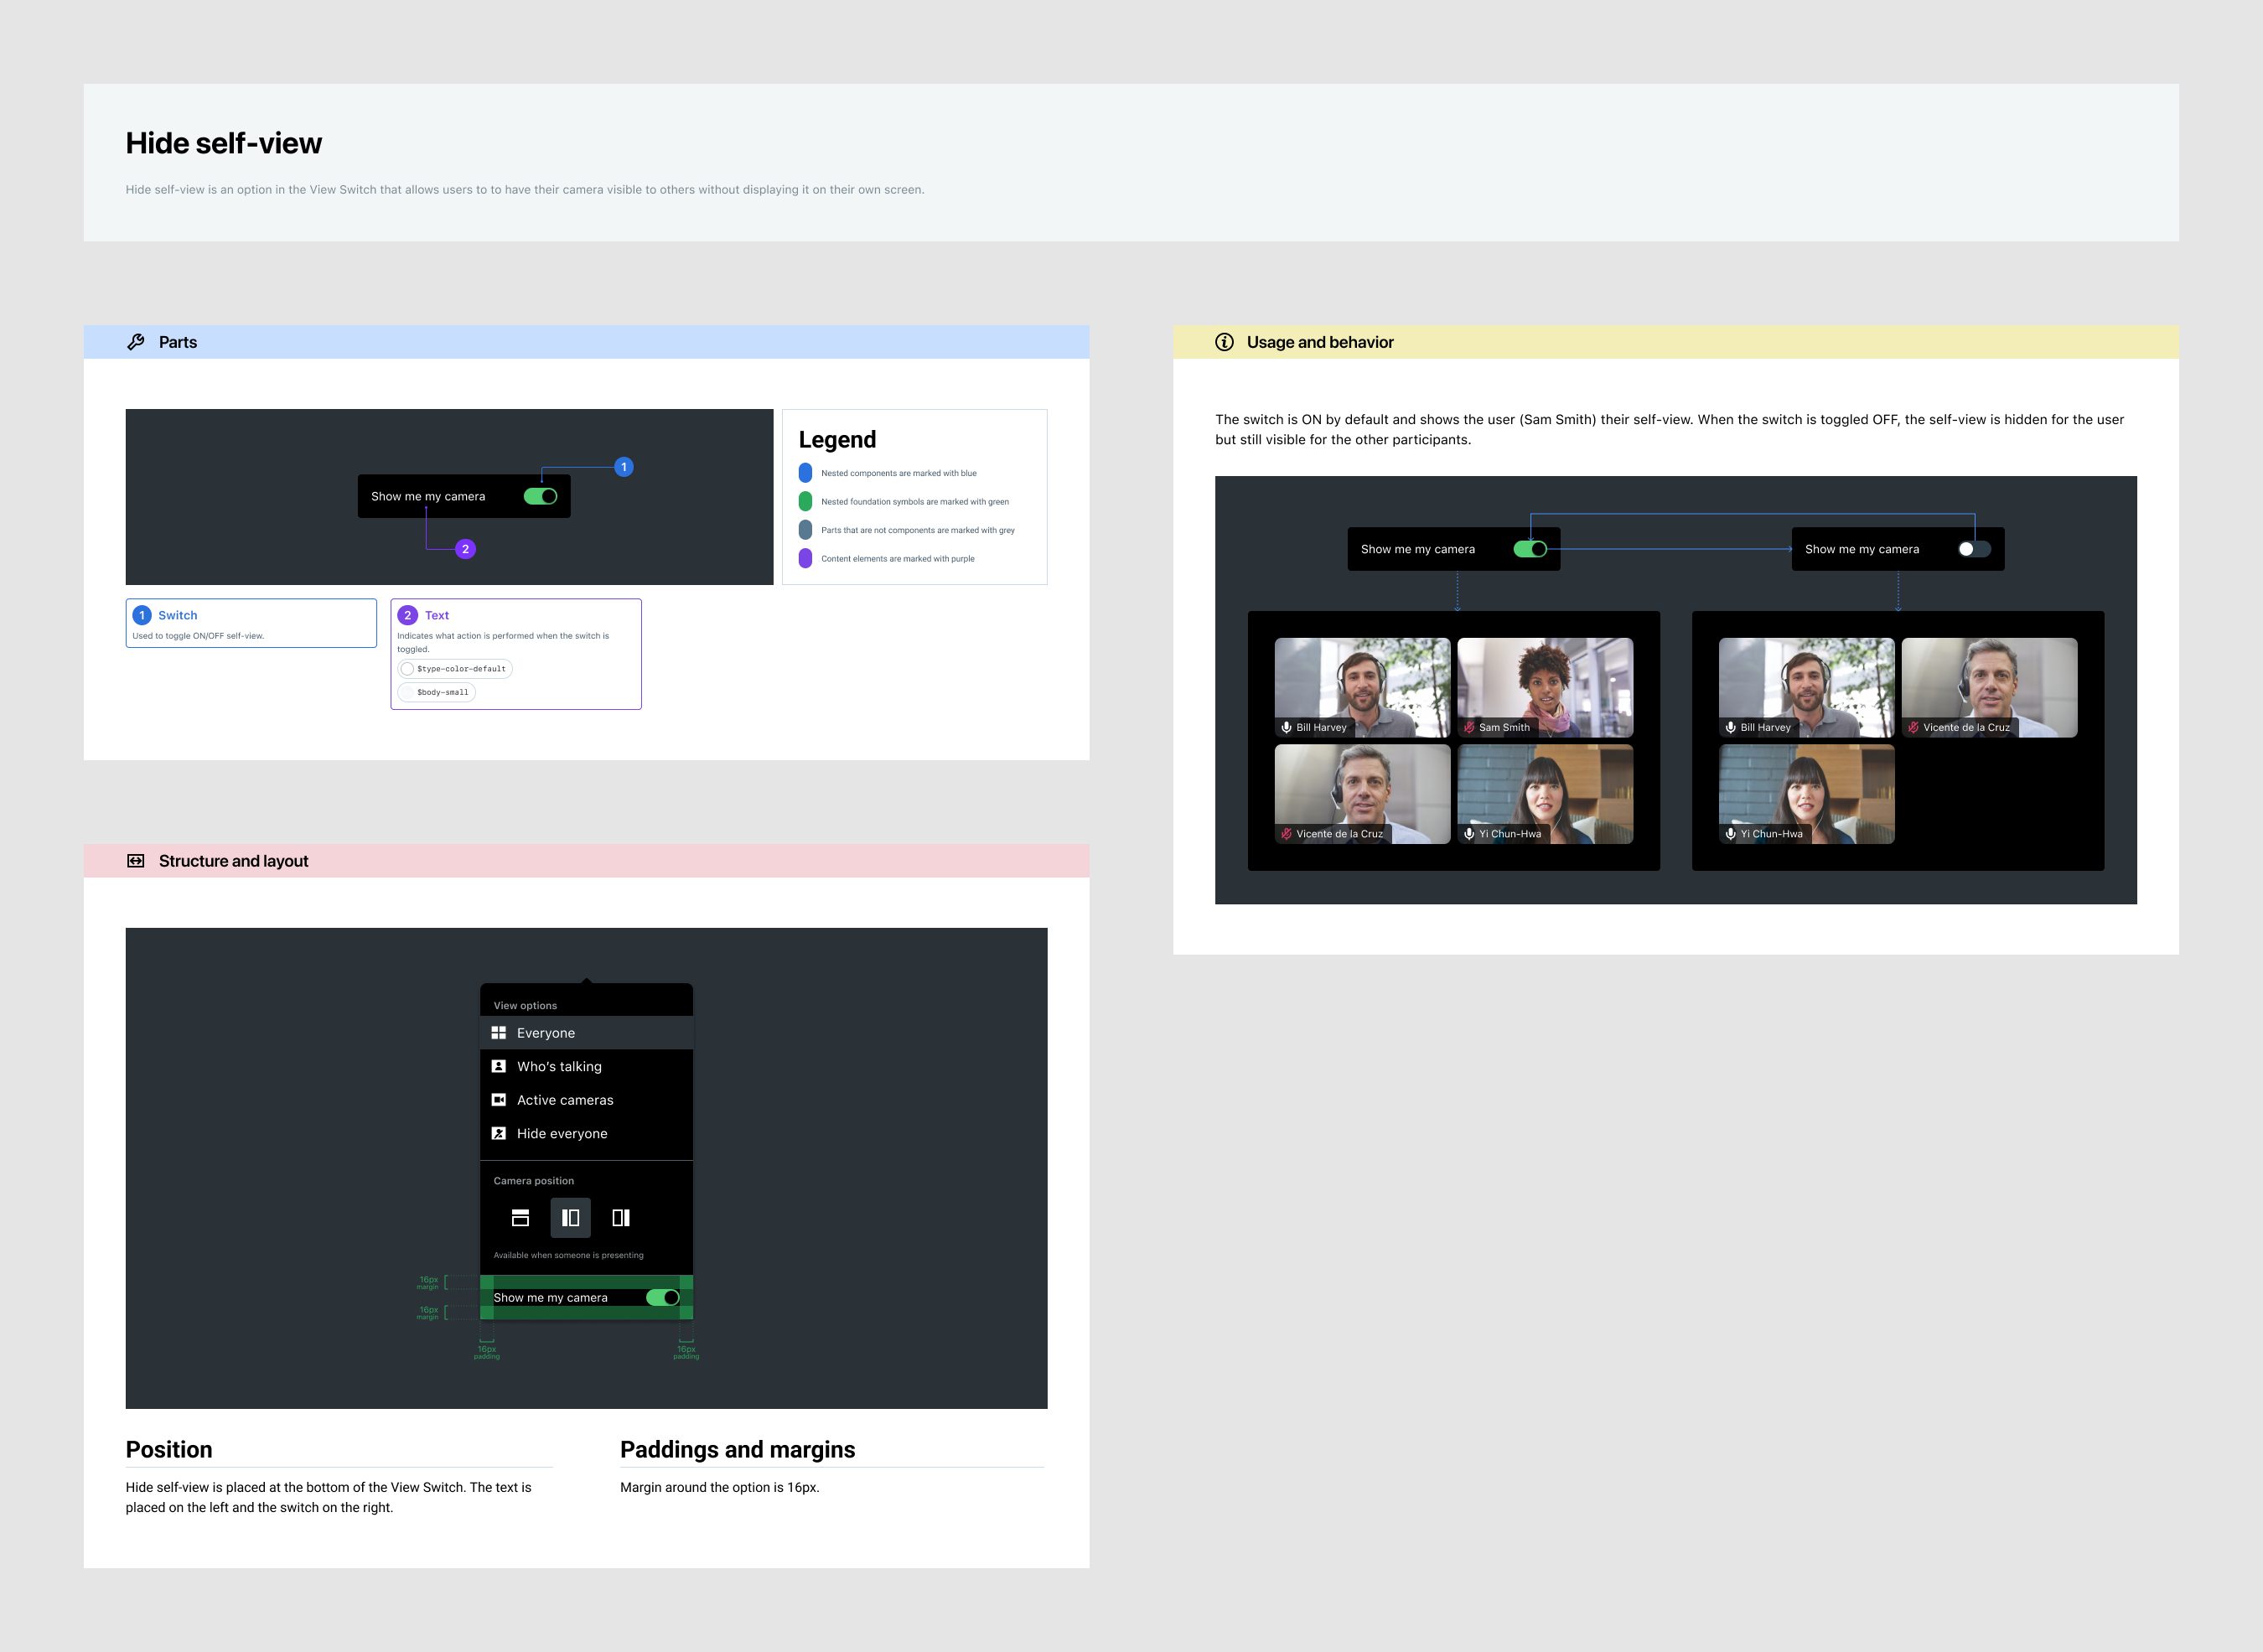 Hide self-view
Hide self-view is an option in the View Switch that allows users to to have their camera visible to others without displaying it on their own screen.
Parts
Show me my camera
1
2
Legend
Nested components are marked with blue
Nested foundation symbols are marked with green
Parts that are not components are marked with grey
Content elements are marked with purple
1 Switch
Used to toggle ON/OFF self-view.
2 Text
Indicates what action is performed when the switch is
toggled.
$type-color-default
$body-small
Structure and layout
View options
Everyone
Who's talking
Active cameras
Hide everyone
Camera position
Available when someone is presenting
Show me my camera
16px
margin
16px
margin
16px
padding
16px
padding
Position
Hide self-view is placed at the bottom of the View Switch. The text is
placed on the left and the switch on the right.
Paddings and margins
Margin around the option is 16px.
Usage and behavior
The switch is ON by default and shows the user (Sam Smith) their self-view. When the switch is toggled OFF, the self-view is hidden for the user
but still visible for the other participants.
Show me my camera
Show me my camera
Bill Harvey
Sam Smith
Vicente de la Cruz
Yi Chun-Hwa
Bill Harvey
Vicente de la Cruz
Yi Chun-Hwa